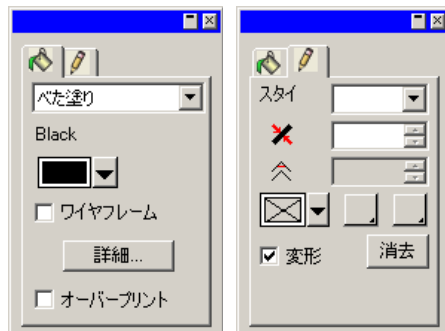 べた塗り
Black
ワイヤフレーム
詳細...
オーバープリント
スタイ
変形
消去